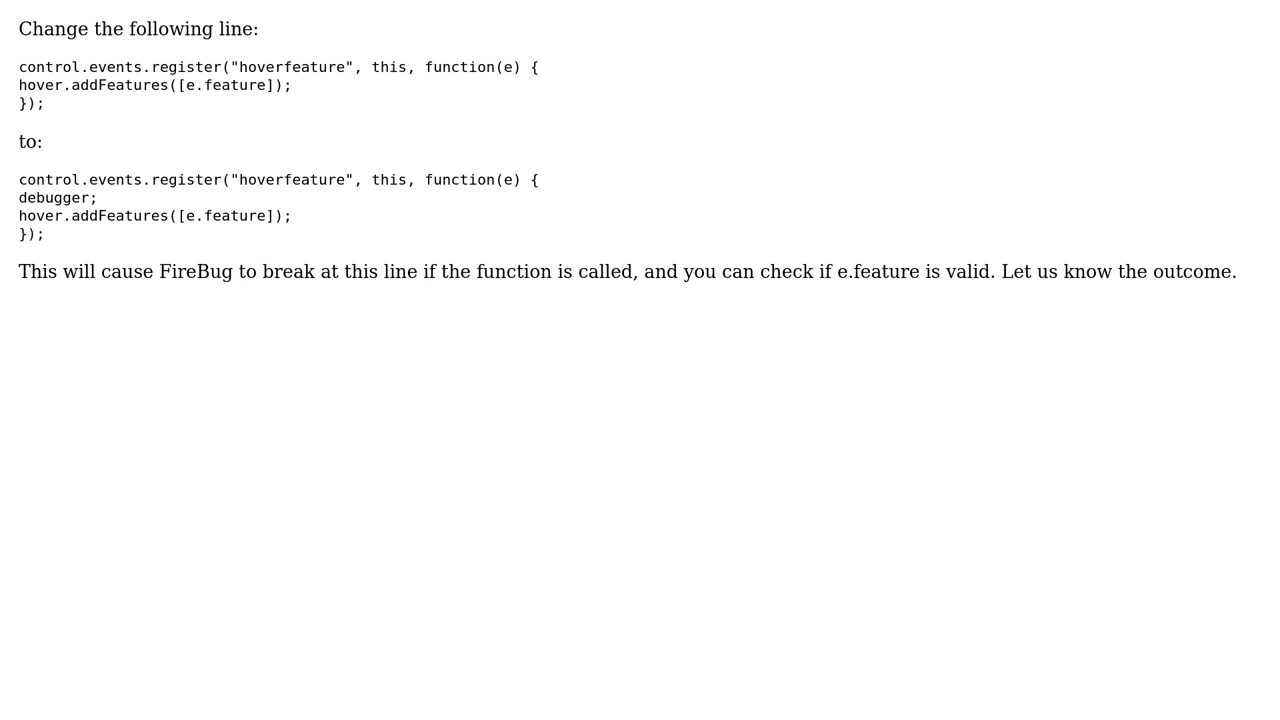 Change the following line:
control.events.register("hoverfeature", this, function(e) {
hover.addFeatures([e.feature]);
});
to:
control.events.register("hoverfeature", this, function(e) {
debugger;
hover.addFeatures([e.feature]);
});
This will cause FireBug to break at this line if the function is called, and you can check if e.feature is valid. Let us know the outcome.